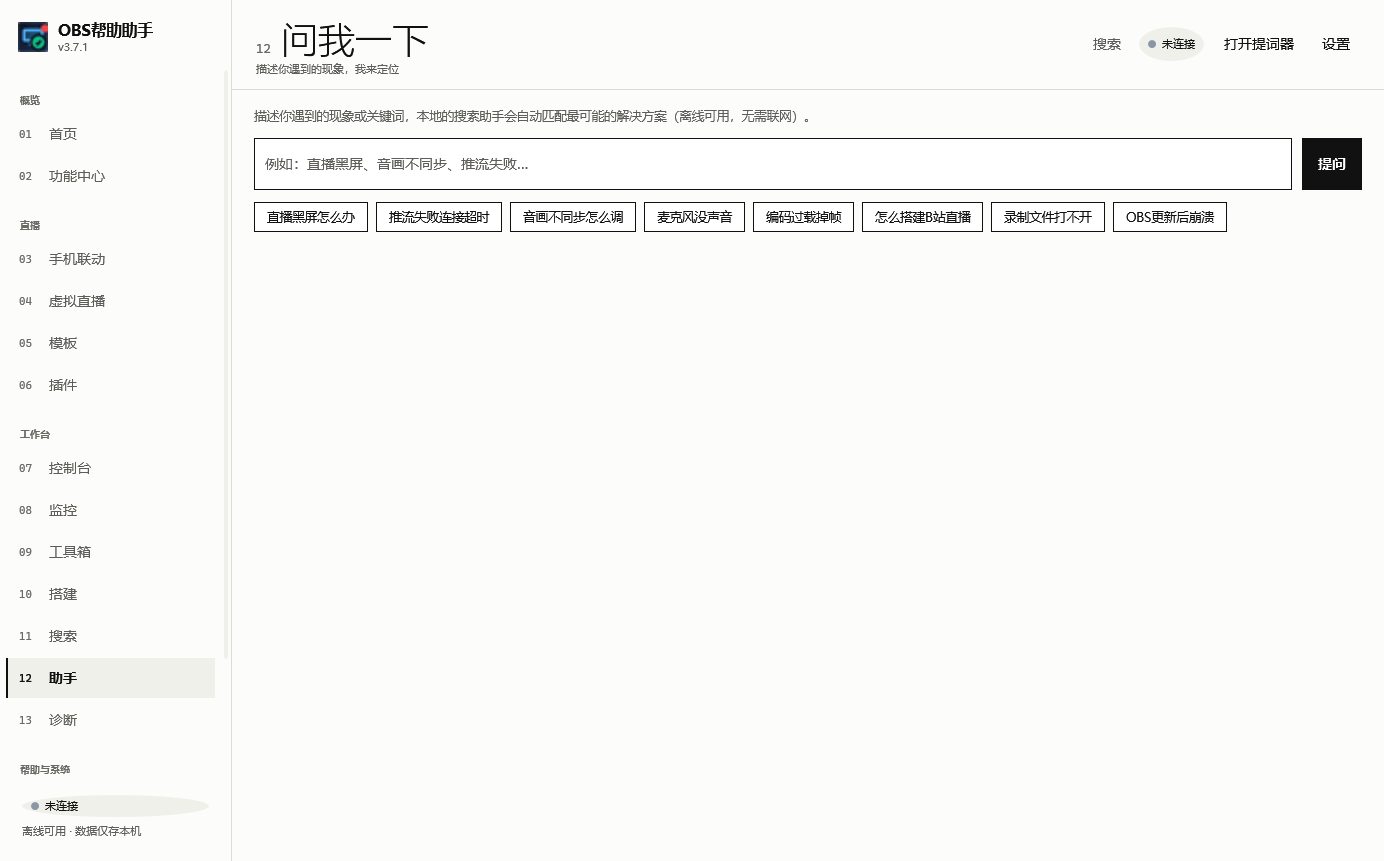 OBS帮助助手
v3.7.1
概览
01 首页
02 功能中心
直播
03 手机联动
04 虚拟直播
05 模板
06 插件
工作台
07 控制台
08 监控
09 工具箱
10 搭建
11 搜索
12 助手
13 诊断
帮助与系统
未连接
离线可用 · 数据仅存本机
12 问我一下
描述你遇到的现象，我来定位
搜索 未连接 打开提词器 设置
描述你遇到的现象或关键词，本地的搜索助手会自动匹配最可能的解决方案（离线可用，无需联网）。
例如：直播黑屏、音画不同步、推流失败... 提问
直播黑屏怎么办 推流失败连接超时 音画不同步怎么调 麦克风没声音 编码过载掉帧 怎么搭建B站直播 录制文件打不开 OBS更新后崩溃